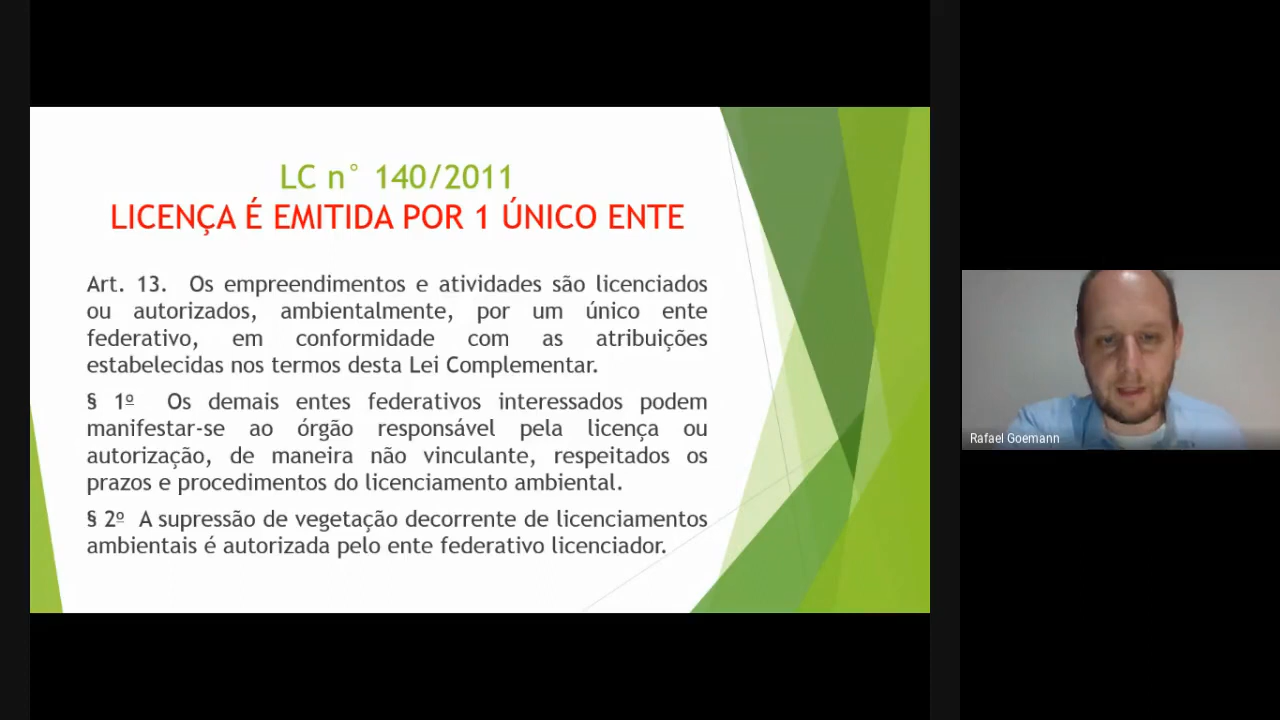 LC n° 140/2011
LICENÇA É EMITIDA POR 1 ÚNICO ENTE
Art. 13. Os empreendimentos e atividades são licenciados
ou autorizados, ambientalmente, por um único ente
federativo, em conformidade com as atribuições
estabelecidas nos termos desta Lei Complementar.
§ 1º Os demais entes federativos interessados podem
manifestar-se ao órgão responsável pela licença ou
autorização, de maneira não vinculante, respeitados os
prazos e procedimentos do licenciamento ambiental.
§ 2º A supressão de vegetação decorrente de licenciamentos
ambientais é autorizada pelo ente federativo licenciador.
Rafael Goemann